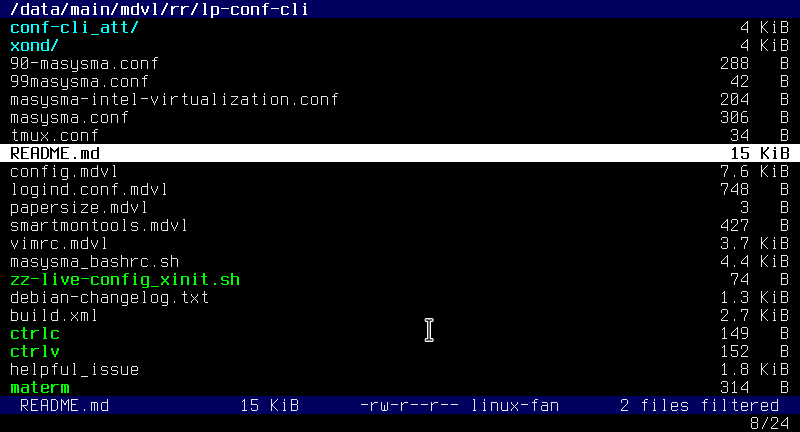 /data/main/mdvl/rr/lp-conf-cli
conf-cli_att/ 4 KiB
xond/ 4 KiB
90-masysma.conf 288 B
99masysma.conf 42 B
masysma-intel-virtualization.conf 204 B
masysma.conf 306 B
tmux.conf 34 B
README.md 15 KiB
config.mdvl 7.6 KiB
logind.conf.mdvl 748 B
papersize.mdvl 3 B
smartmontools.mdvl 427 B
vimrc.mdvl 3.7 KiB
masysma_bashrc.sh 4.4 KiB
zz-live-config_xinit.sh 74 B
debian-changelog.txt 1.3 KiB
build.xml 2.7 KiB
ctrlc 149 B
ctrlv 152 B
helpful_issue 1.8 KiB
materm 314 B
README.md 15 KiB -rw-r--r-- linux-fan 2 files filtered
8/24